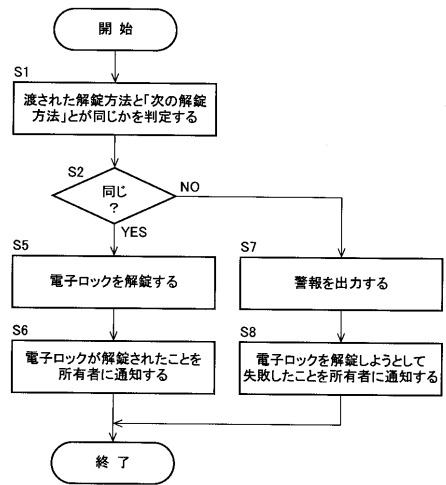 開 始
S1
渡された解錠方法と「次の解錠
方法」とが同じかを判定する
S2
同じ
?
NO
YES
S5
電子ロックを解錠する
S7
警報を出力する
S6
電子ロックが解錠されたことを
所有者に通知する
S8
電子ロックを解錠しようとして
失敗したことを所有者に通知する
終 了